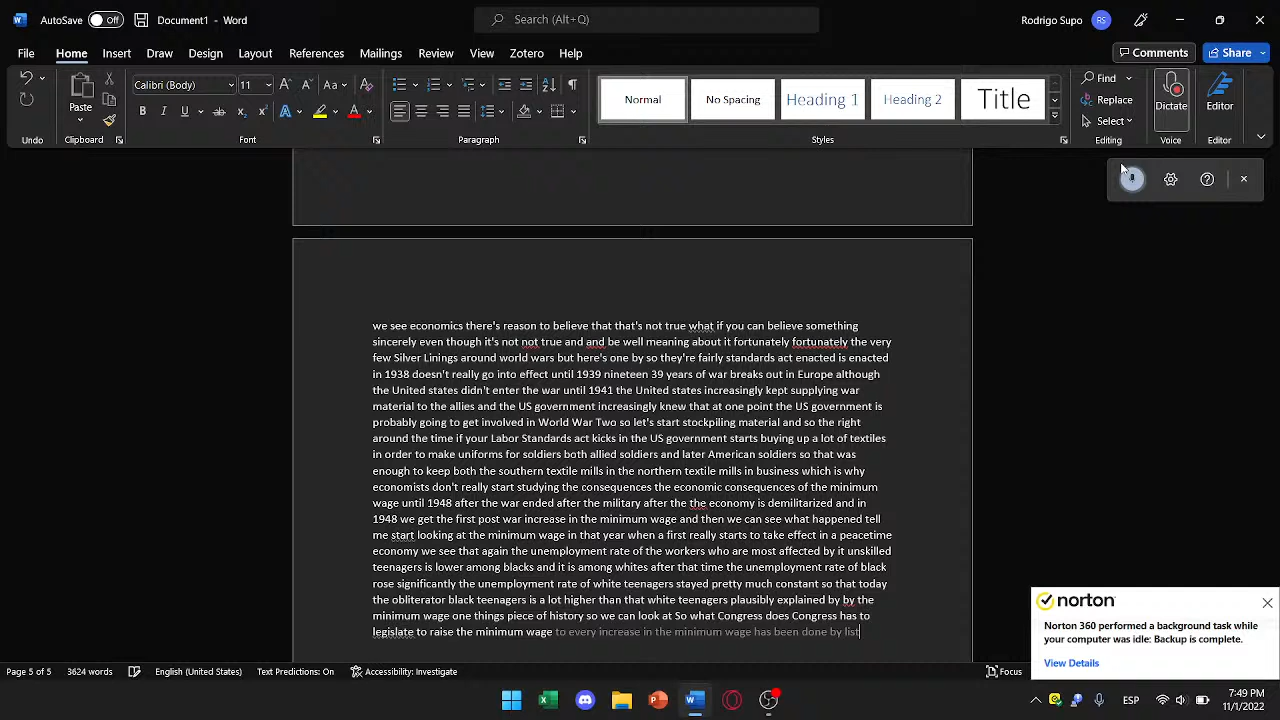 AutoSave Off Document1 - Word Search (Alt+Q) Rodrigo Supo RS
File Home Insert Draw Design Layout References Mailings Review View Zotero Help Comments Share
Paste Calibri (Body) 11 Normal No Spacing Heading 1 Heading 2 Title Find Replace Select Dictate Editor
Undo Clipboard Font Paragraph Styles Editing Voice Editor
we see economics there's reason to believe that that's not true what if you can believe something
sincerely even though it's not not true and and be well meaning about it fortunately fortunately the very
few Silver Linings around world wars but here's one by so they're fairly standards act enacted is enacted
in 1938 doesn't really go into effect until 1939 nineteen 39 years of war breaks out in Europe although
the United states didn't enter the war until 1941 the United states increasingly kept supplying war
material to the allies and the US government increasingly knew that at one point the US government is
probably going to get involved in World War Two so let's start stockpiling material and so the right
around the time if your Labor Standards act kicks in the US government starts buying up a lot of textiles
in order to make uniforms for soldiers both allied soldiers and later American soldiers so that was
enough to keep both the southern textile mills in the northern textile mills in business which is why
economists don't really start studying the consequences the economic consequences of the minimum
wage until 1948 after the war ended after the military after the the economy is demilitarized and in
1948 we get the first post war increase in the minimum wage and then we can see what happened tell
me start looking at the minimum wage in that year when a first really starts to take effect in a peacetime
economy we see that again the unemployment rate of the workers who are most affected by it unskilled
teenagers is lower among blacks and it is among whites after that time the unemployment rate of black
rose significantly the unemployment rate of white teenagers stayed pretty much constant so that today
the obliterator black teenagers is a lot higher than that white teenagers plausibly explained by by the
minimum wage one things piece of history so we can look at So what Congress does Congress has to
legislate to raise the minimum wage to every increase in the minimum wage has been done by list
norton
Norton 360 performed a background task while
your computer was idle: Backup is complete.
View Details
Page 5 of 5 3624 words English (United States) Text Predictions: On Accessibility: Investigate Focus
ESP 7:49 PM
11/1/2022